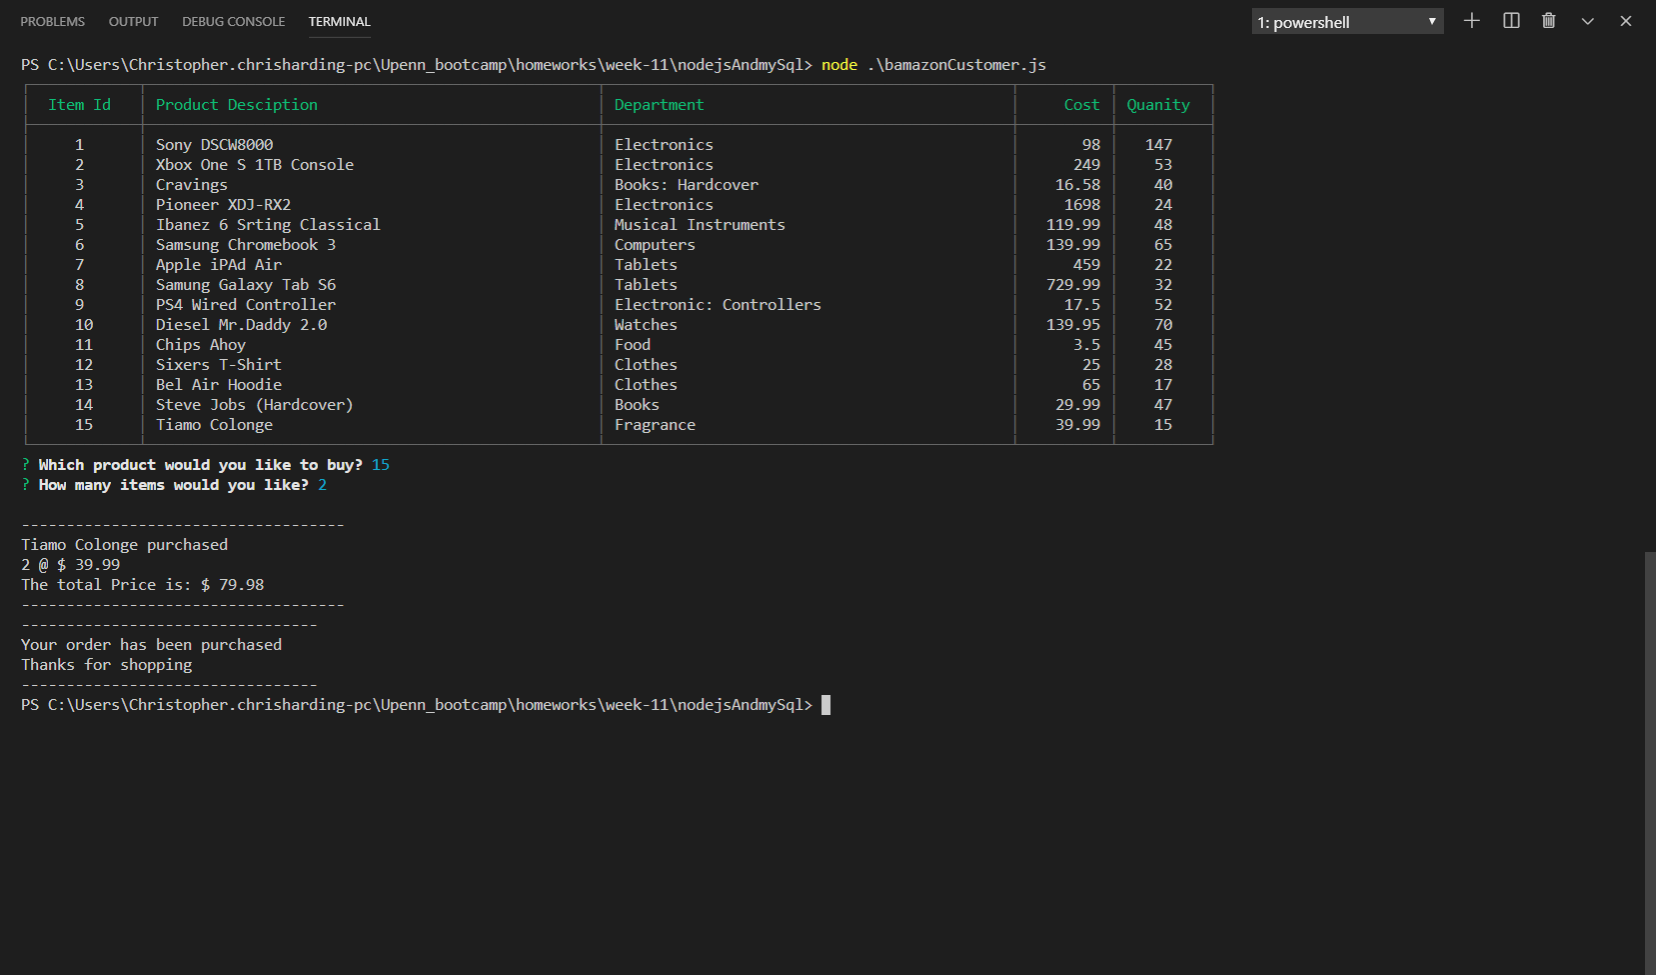 PROBLEMS OUTPUT DEBUG CONSOLE TERMINAL 1: powershell
PS C:\Users\Christopher.chrisharding-pc\Upenn_bootcamp\homeworks\week-11\nodejsAndmySql> node .\bamazonCustomer.js
Item Id Product Desciption Department Cost Quanity
1 Sony DSCW8000 Electronics 98 147
2 Xbox One S 1TB Console Electronics 249 53
3 Cravings Books: Hardcover 16.58 40
4 Pioneer XDJ-RX2 Electronics 1698 24
5 Ibanez 6 Srting Classical Musical Instruments 119.99 48
6 Samsung Chromebook 3 Computers 139.99 65
7 Apple iPAd Air Tablets 459 22
8 Samung Galaxy Tab S6 Tablets 729.99 32
9 PS4 Wired Controller Electronic: Controllers 17.5 52
10 Diesel Mr.Daddy 2.0 Watches 139.95 70
11 Chips Ahoy Food 3.5 45
12 Sixers T-Shirt Clothes 25 28
13 Bel Air Hoodie Clothes 65 17
14 Steve Jobs (Hardcover) Books 29.99 47
15 Tiamo Colonge Fragrance 39.99 15
? Which product would you like to buy? 15
? How many items would you like? 2
------------------------------------
Tiamo Colonge purchased
2 @ $ 39.99
The total Price is: $ 79.98
------------------------------------
---------------------------------
Your order has been purchased
Thanks for shopping
---------------------------------
PS C:\Users\Christopher.chrisharding-pc\Upenn_bootcamp\homeworks\week-11\nodejsAndmySql>